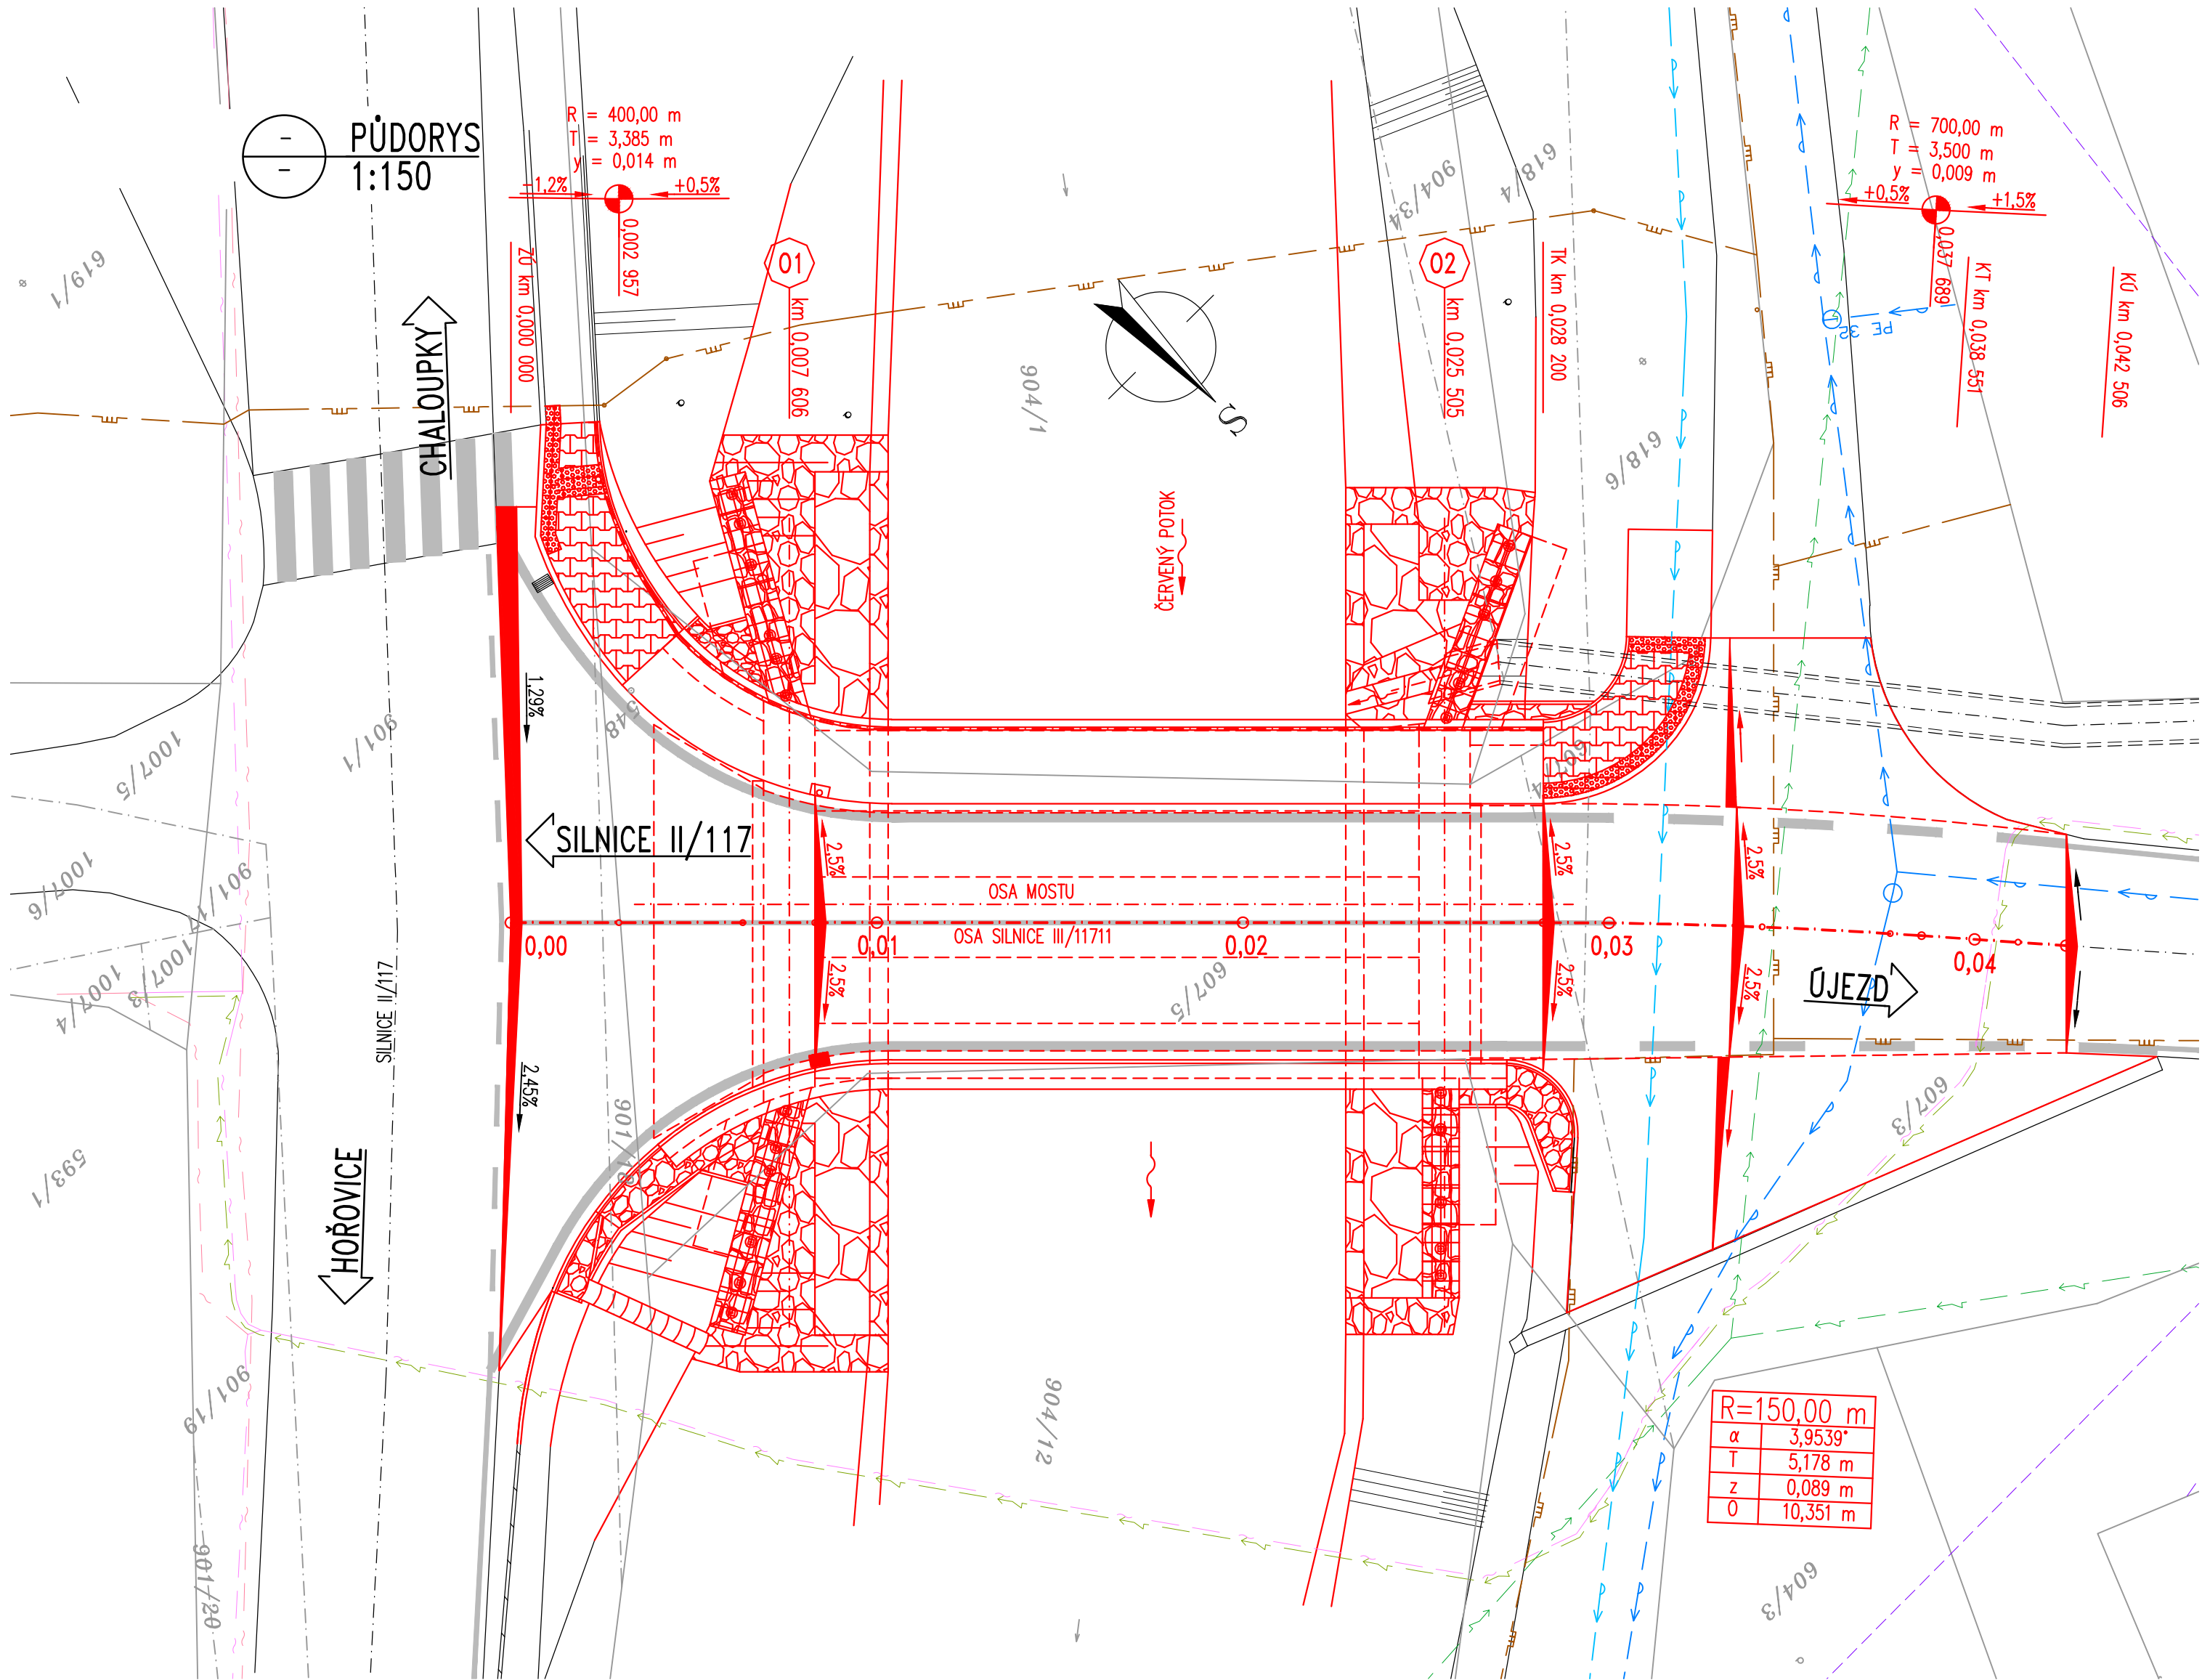 -
-
PŮDORYS
1:150
R = 400,00 m
T = 3,385 m
y = 0,014 m
-1,2%
+0,5%
0,002 957
ZÚ km 0,000 000
01
km 0,007 606
02
km 0,025 505
TK km 0,028 200
R = 700,00 m
T = 3,500 m
y = 0,009 m
+0,5%
+1,5%
0,037 689
KT km 0,038 551
KÚ km 0,042 506
PE 32
S
CHALOUPKY
619/1
904/34
618/4
904/1
618/6
ČERVENÝ POTOK
1,29%
548
901/1
1007/5
SILNICE II/117
2,5%
2,5%
2,5%
OSA MOSTU
0,00
0,01
OSA SILNICE III/11711
0,02
0,03
0,04
2,5%
2,5%
2,5%
607/5
ÚJEZD
1007/6
901/17
1007/3
1007/4
SILNICE II/117
2,45%
901/18
607/3
593/1
HOŘOVICE
901/19
904/12
901/20
R=150,00 m
α 3,9539°
T 5,178 m
z 0,089 m
O 10,351 m
604/3